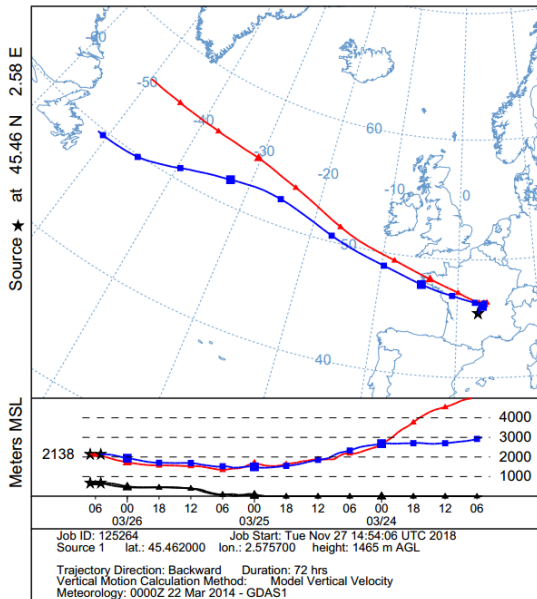 Source ★ at 45.46 N 2.58 E
-50
-40
-30
-20
-10
0
60
50
40
Meters MSL
2138
4000
3000
2000
1000
06 00 18 12 06 00 18 12 06 00 18 12 06
03/26 03/25 03/24
Job ID: 125264 Job Start: Tue Nov 27 14:54:06 UTC 2018
Source 1 lat.: 45.462000 lon.: 2.575700 height: 1465 m AGL
Trajectory Direction: Backward Duration: 72 hrs
Vertical Motion Calculation Method: Model Vertical Velocity
Meteorology: 0000Z 22 Mar 2014 - GDAS1